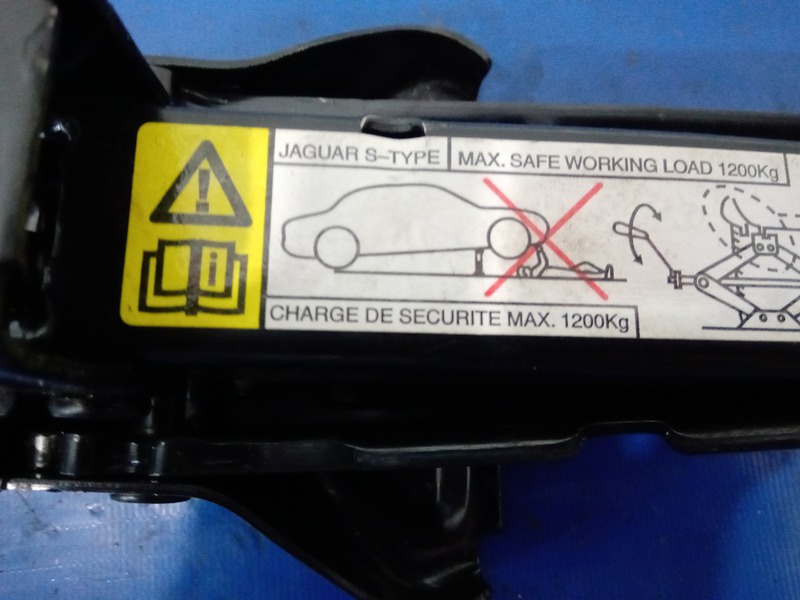 JAGUAR S-TYPE
MAX. SAFE WORKING LOAD 1200Kg
CHARGE DE SECURITE MAX. 1200Kg